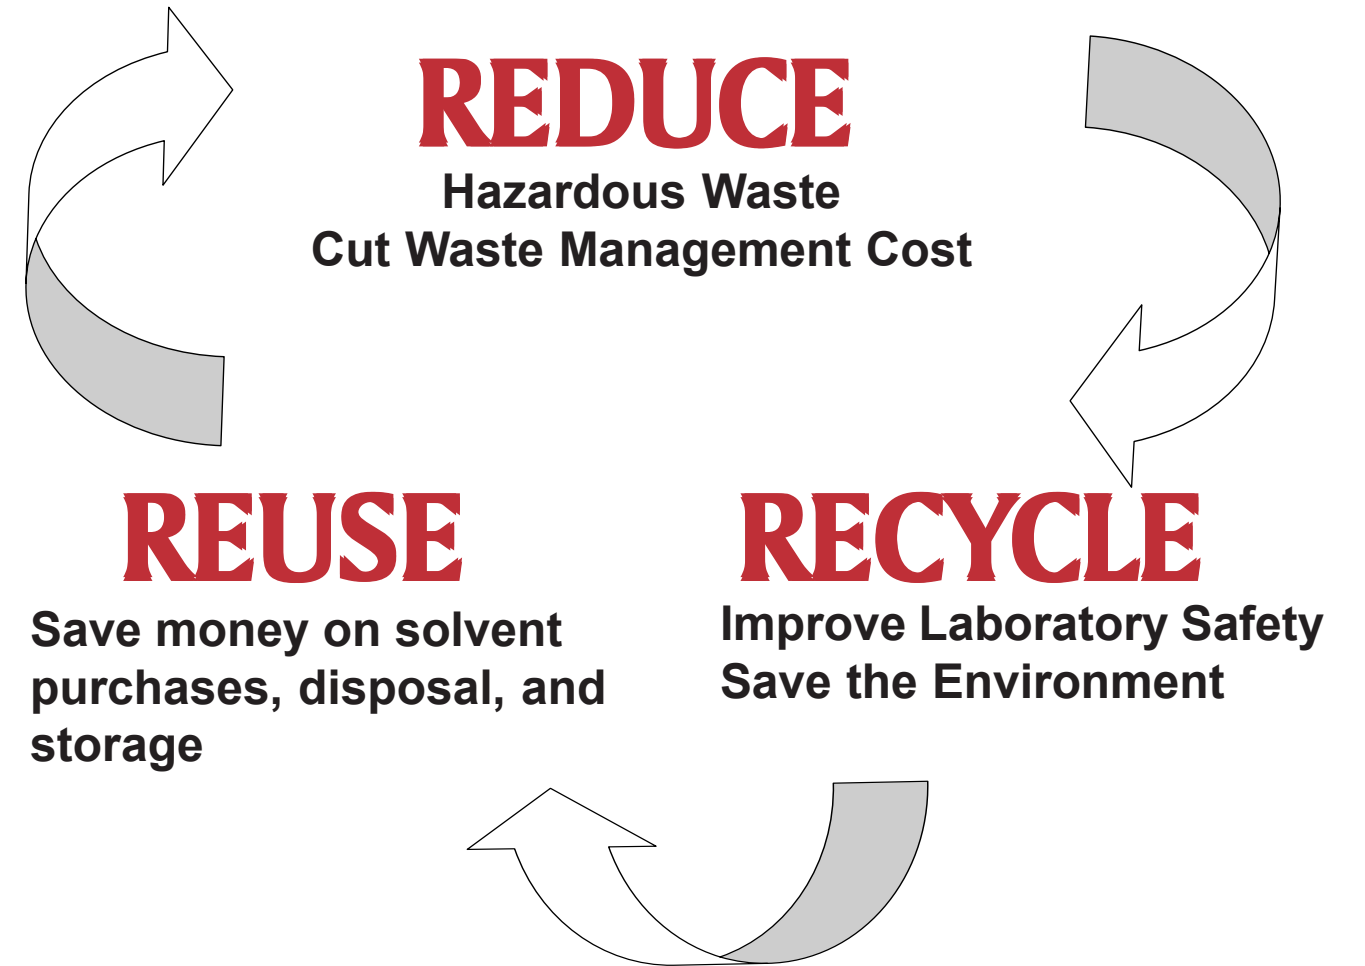 REDUCE
Hazardous Waste
Cut Waste Management Cost
REUSE
Save money on solvent
purchases, disposal, and
storage
RECYCLE
Improve Laboratory Safety
Save the Environment